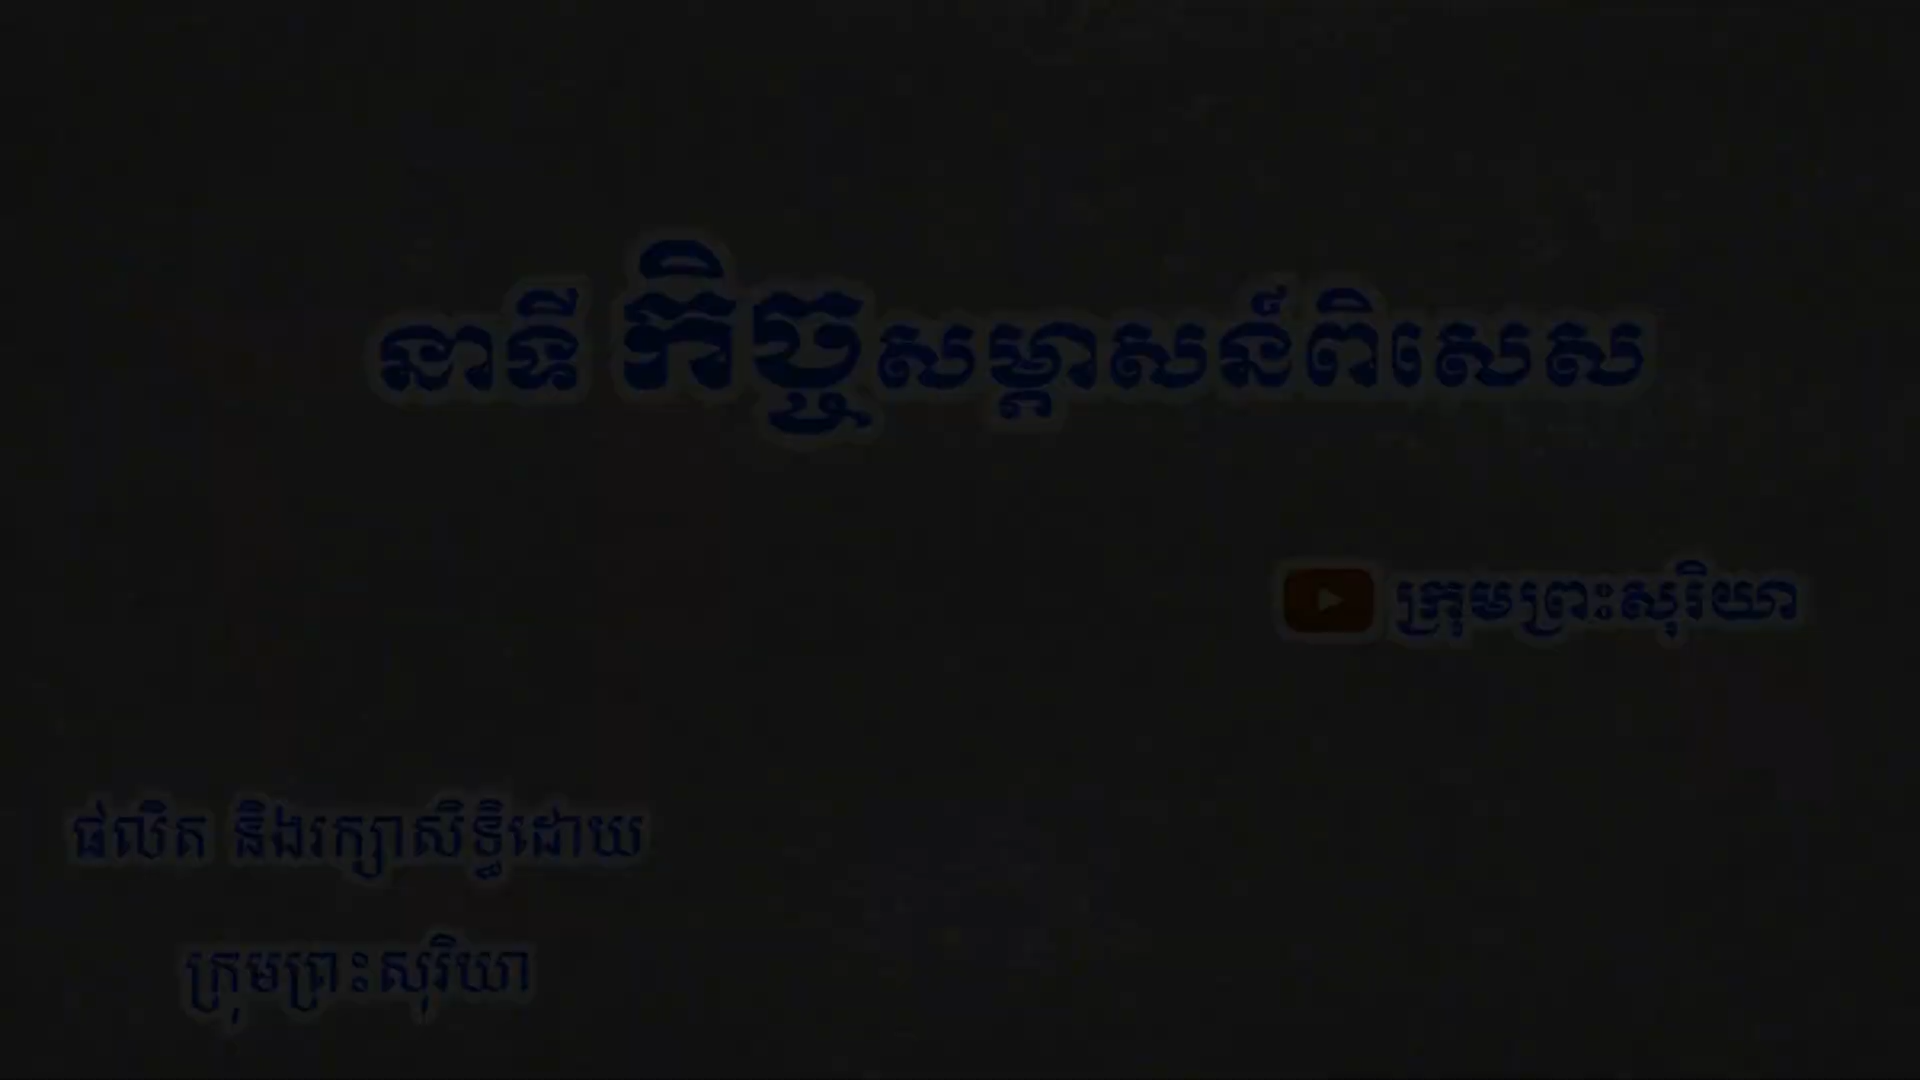 នាទី កិច្ចសម្ភាសន៍ពិសេស
ក្រុមព្រះសុរិយា
ផលិត និងរក្សាសិទ្ធិដោយ
ក្រុមព្រះសុរិយា